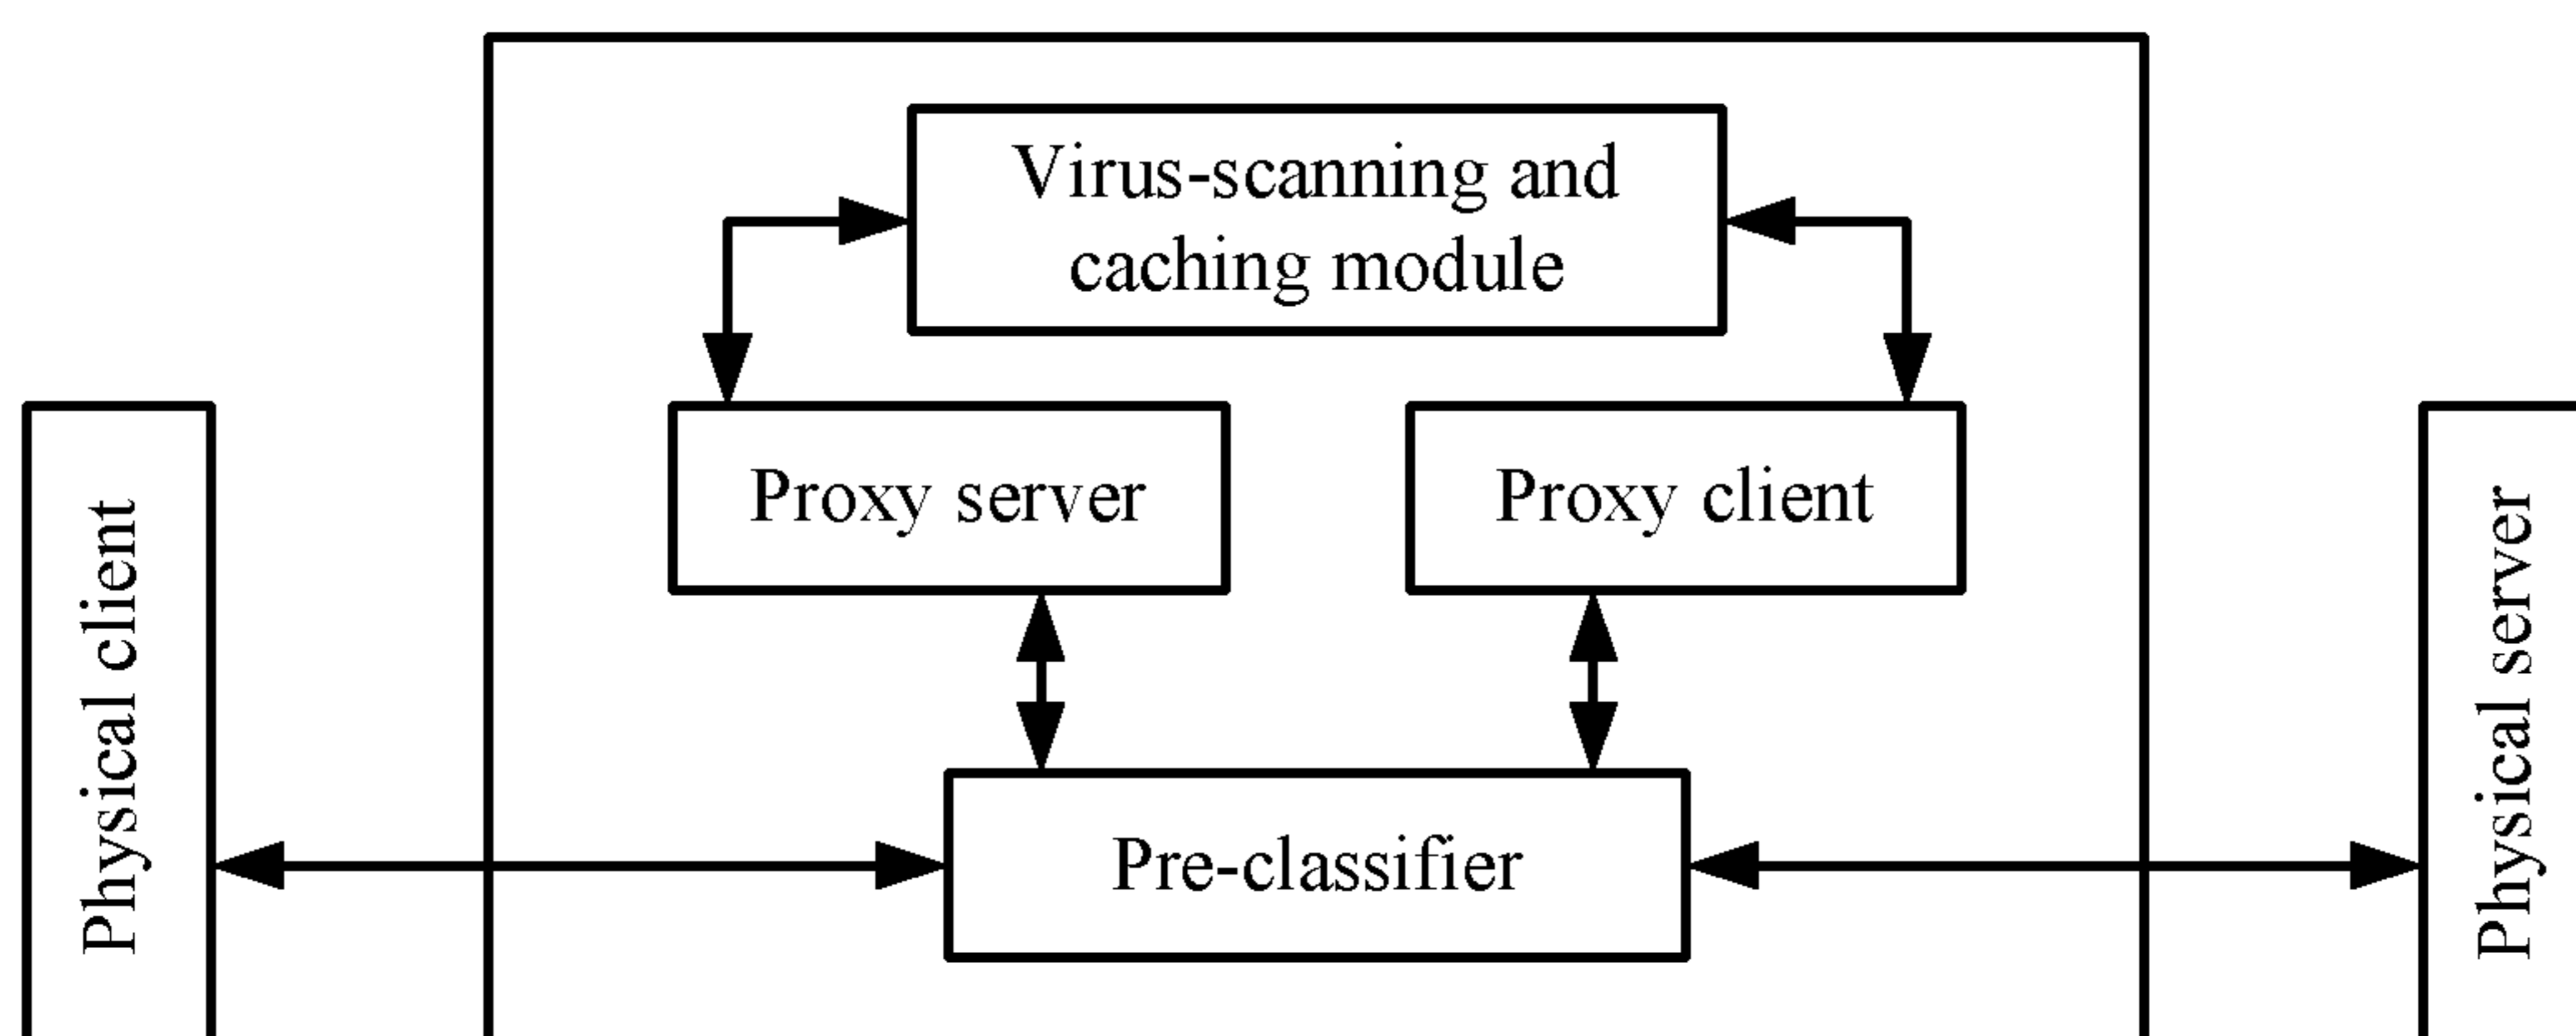 Virus-scanning and
caching module
Proxy server
Proxy client
Physical client
Physical server
Pre-classifier